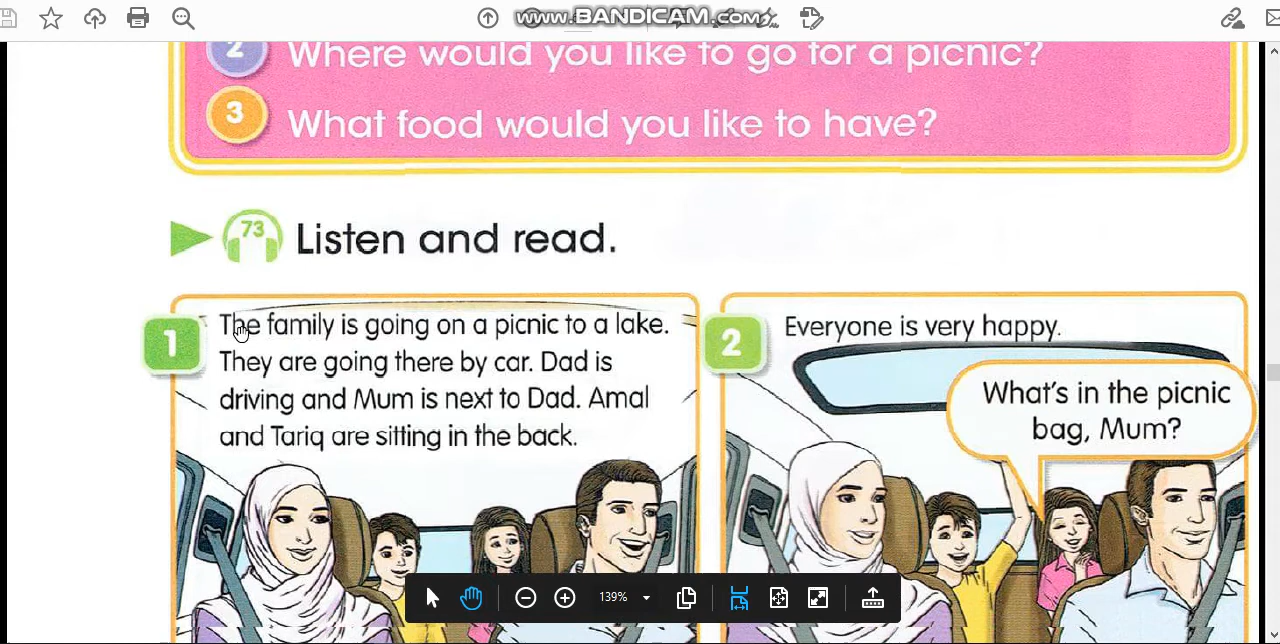 www.BANDICAM.com
2 Where would you like to go for a picnic?
3 What food would you like to have?
73 Listen and read.
1
The family is going on a picnic to a lake.
They are going there by car. Dad is
driving and Mum is next to Dad. Amal
and Tariq are sitting in the back.
2
Everyone is very happy.
What's in the picnic
bag, Mum?
139%